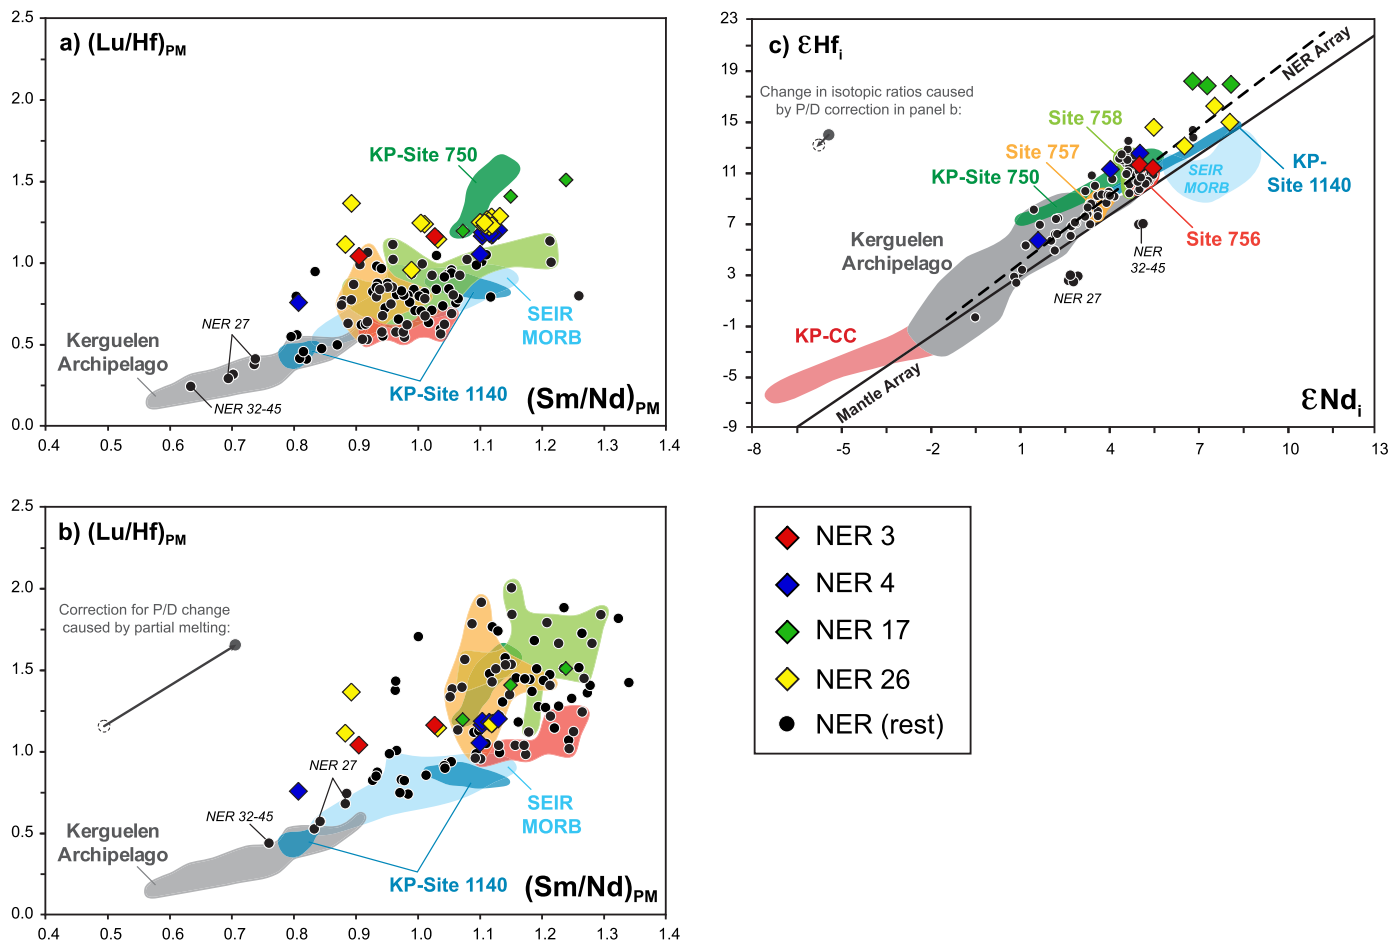 a) (Lu/Hf)PM
2.5
2.0
1.5
1.0
0.5
0.0
KP-Site 750
NER 27
Kerguelen
Archipelago
NER 32-45
SEIR
MORB
KP-Site 1140
(Sm/Nd)PM
0.4 0.5 0.6 0.7 0.8 0.9 1.0 1.1 1.2 1.3 1.4
c) ƐHfi
23
19
15
11
7
3
-1
-5
-9
Change in isotopic ratios caused
by P/D correction in panel b:
NER Array
Site 758
Site 757
KP-Site 750
KP-
Site 1140
SEIR
MORB
Site 756
Kerguelen
Archipelago
NER
32-45
NER 27
KP-CC
Mantle Array
ƐNdi
-8 -5 -2 1 4 7 10 13
b) (Lu/Hf)PM
2.5
2.0
1.5
1.0
0.5
0.0
Correction for P/D change
caused by partial melting:
NER 27
NER 32-45
Kerguelen
Archipelago
SEIR
MORB
KP-Site 1140
(Sm/Nd)PM
0.4 0.5 0.6 0.7 0.8 0.9 1.0 1.1 1.2 1.3 1.4
NER 3
NER 4
NER 17
NER 26
NER (rest)